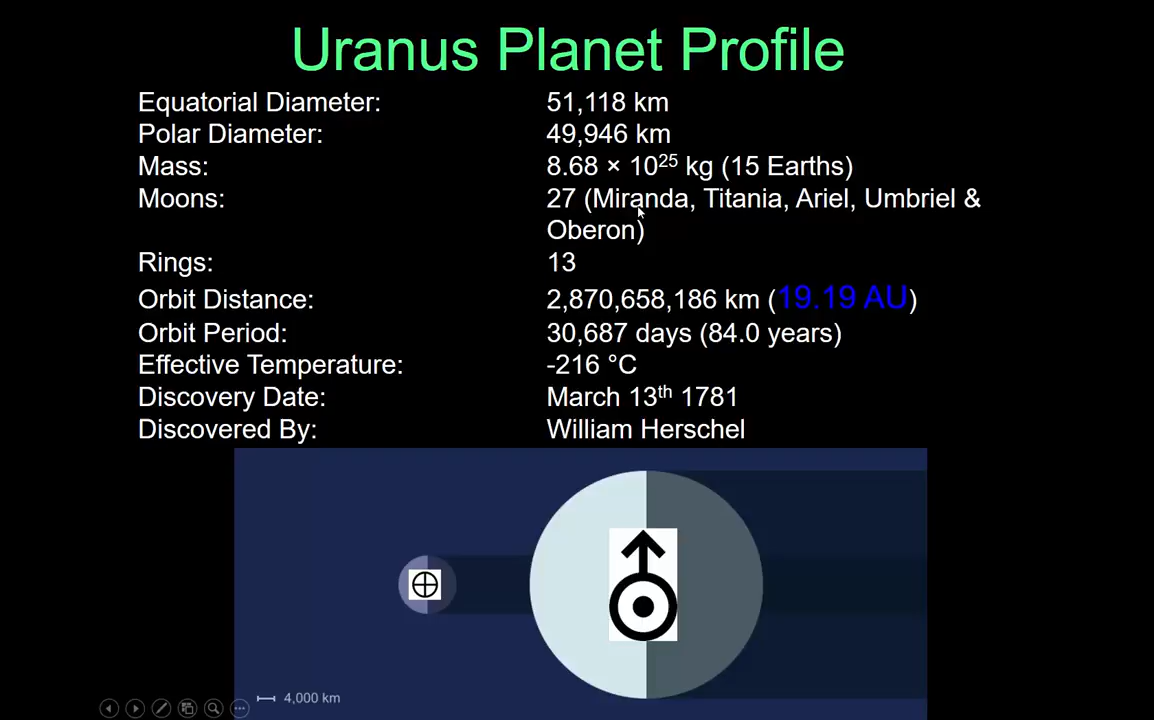 Uranus Planet Profile
Equatorial Diameter: 51,118 km
Polar Diameter: 49,946 km
Mass: 8.68 × 10²⁵ kg (15 Earths)
Moons: 27 (Miranda, Titania, Ariel, Umbriel &
Oberon)
Rings: 13
Orbit Distance: 2,870,658,186 km (19.19 AU)
Orbit Period: 30,687 days (84.0 years)
Effective Temperature: -216 °C
Discovery Date: March 13th 1781
Discovered By: William Herschel
4,000 km